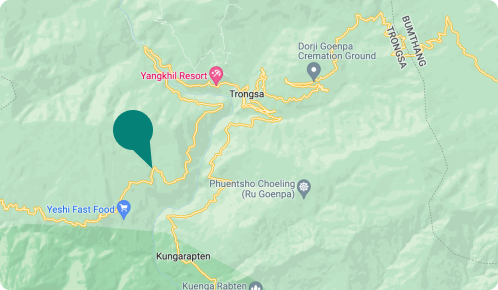 BUMTHANG
TRONGSA
Dorji Goenpa
Cremation Ground
Yangkhil Resort
Trongsa
Phuentsho Choeling
(Ru Goenpa)
Yeshi Fast Food
Kungarapten
Kuenga Rabten